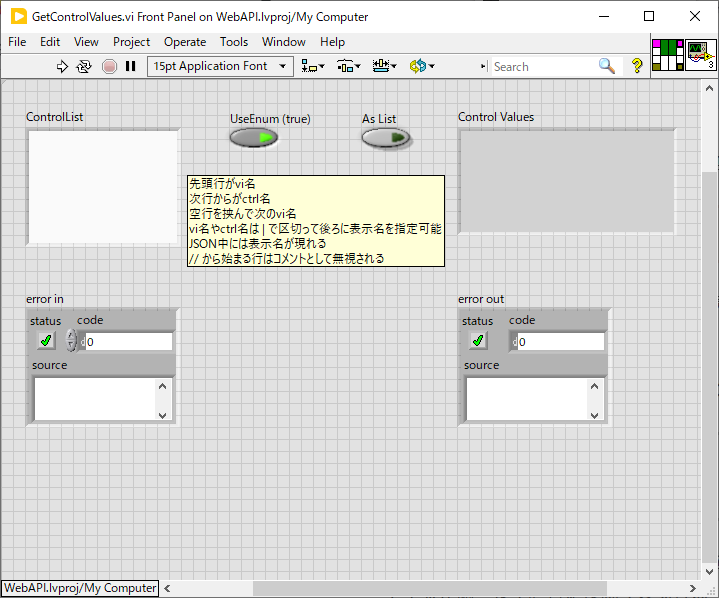 GetControlValues.vi Front Panel on WebAPI.lvproj/My Computer
File Edit View Project Operate Tools Window Help
15pt Application Font Search ? 3
ControlList UseEnum (true) As List Control Values
先頭行がvi名
次行からがctrl名
空行を挟んで次のvi名
vi名やctrl名は | で区切って後ろに表示名を指定可能
JSON中には表示名が現れる
// から始まる行はコメントとして無視される
error in error out
status code status code
d 0 d 0
source source
WebAPI.lvproj/My Computer